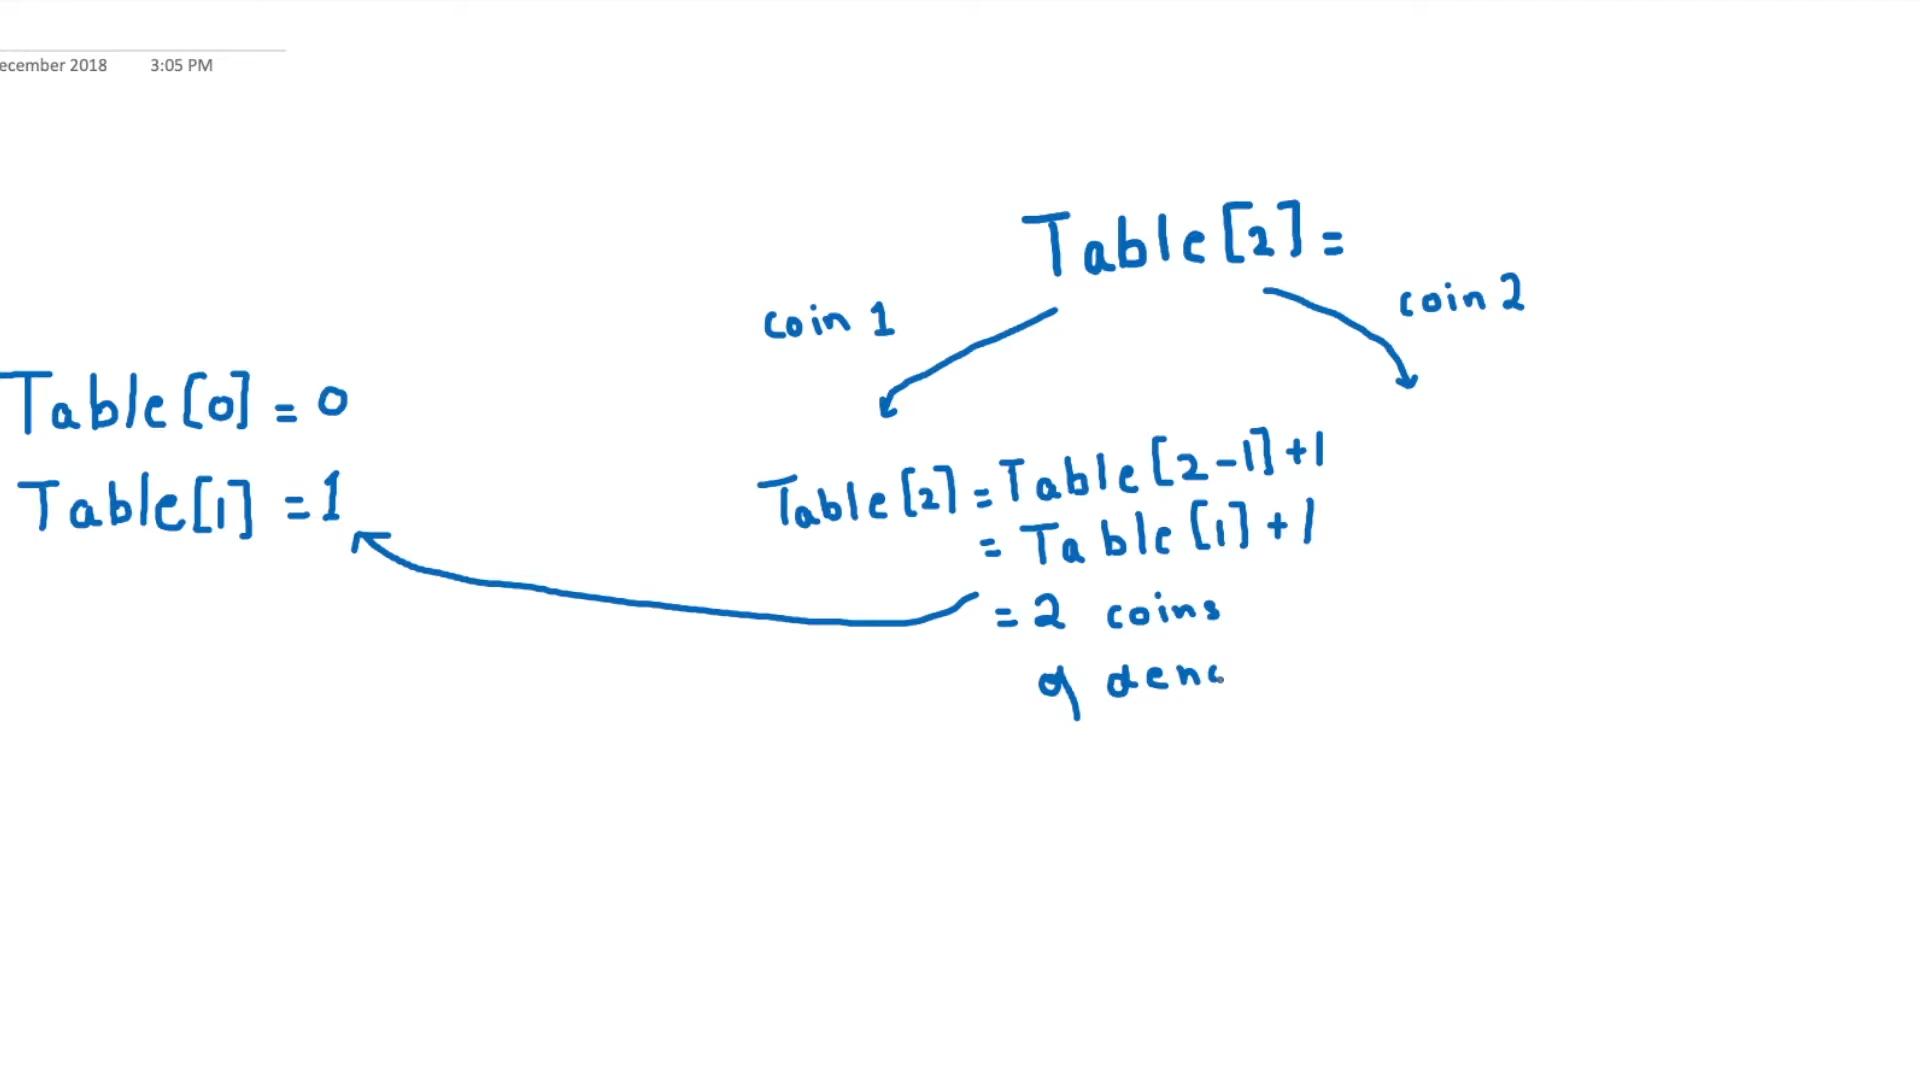 ecember 2018 3:05 PM
Table[2]=
coin 1
coin 2
Table[0]=0
Table[1]=1
Table[2]=Table[2-1]+1
=Table[1]+1
=2 coins
of deno